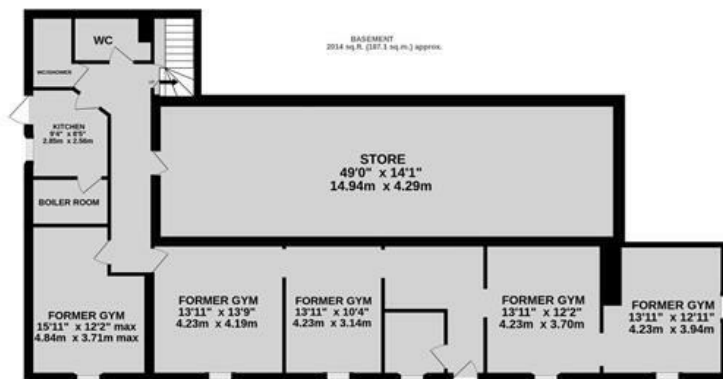 BASEMENT
2014 sq.ft. (187.1 sq.m.) approx.
WC
WC/SHOWER
UP
KITCHEN
9'4" x 8'5"
2.85m x 2.56m
STORE
49'0" x 14'1"
14.94m x 4.29m
BOILER ROOM
FORMER GYM
15'11" x 12'2" max
4.84m x 3.71m max
FORMER GYM
13'11" x 13'9"
4.23m x 4.19m
FORMER GYM
13'11" x 10'4"
4.23m x 3.14m
FORMER GYM
13'11" x 12'2"
4.23m x 3.70m
FORMER GYM
13'11" x 12'11"
4.23m x 3.94m